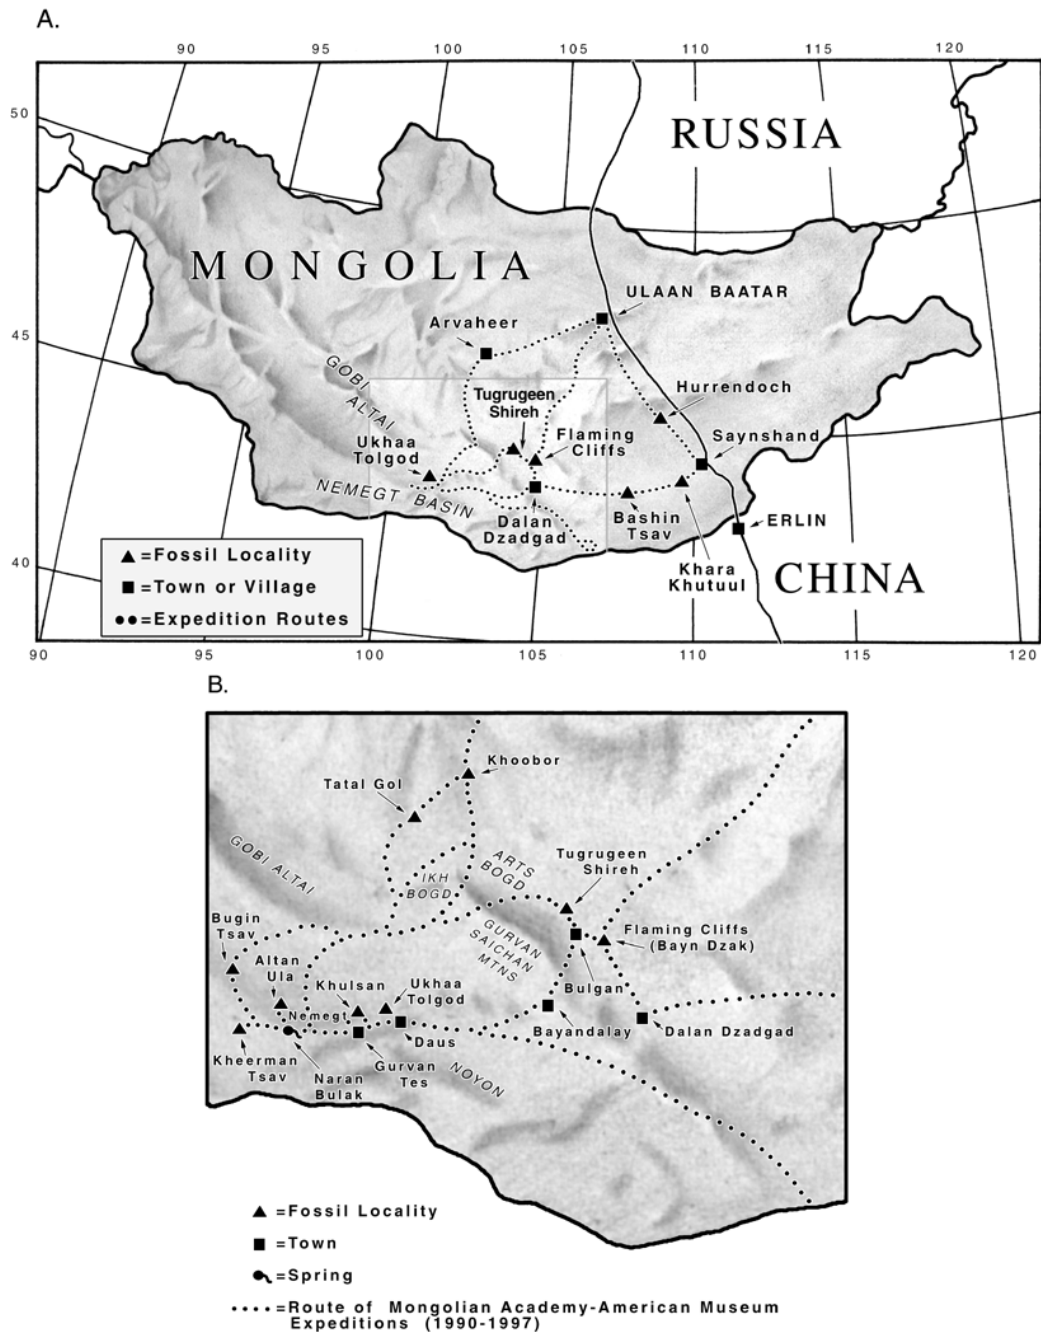 A.
90 95 100 105 110 115 120
50
45
40
RUSSIA
MONGOLIA
ULAAN BAATAR
Arvaheer
GOBI
ALTAI
Tugrugeen
Shireh
Hurrendoch
Ukhaa
Tolgod
Flaming
Cliffs
Saynshand
NEMEGT BASIN
Dalan
Dzadgad
Bashin
Tsav
ERLIN
Khara
Khutuul
CHINA
▲=Fossil Locality
■=Town or Village
●●=Expedition Routes
90 95 100 105 110 115 120
B.
Khoobor
Tatal Gol
GOBI ALTAI
IKH
BOGD
ARTS
BOGD
Tugrugeen
Shireh
Bugin
Tsav
Altan
Ula
GURVAN
SAICHAN
MTNS
Flaming Cliffs
(Bayn Dzak)
Khulsan
Ukhaa
Tolgod
Bulgan
Nemegt
Daus
Bayandalay
Dalan Dzadgad
Kheerman
Tsav
Naran
Bulak
Gurvan
Tes
NOYON
▲=Fossil Locality
■=Town
=Spring
••••=Route of Mongolian Academy-American Museum
Expeditions (1990-1997)